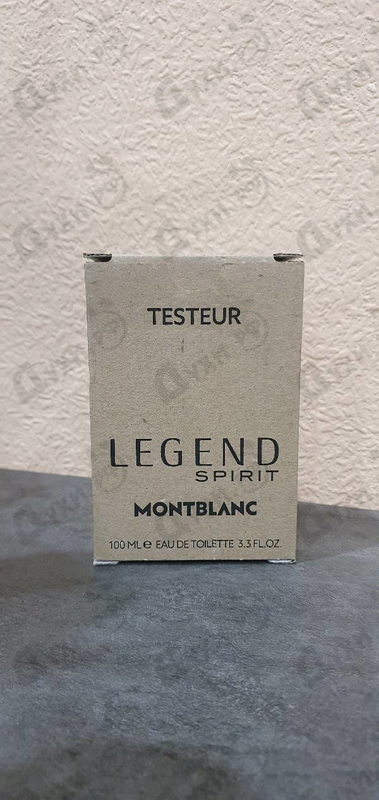 TESTEUR
LEGEND
SPIRIT
MONTBLANC
100 ML ℮ EAU DE TOILETTE 3.3 FL.OZ.